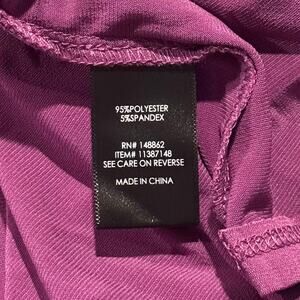 95%POLYESTER
5%SPANDEX
RN# 148862
ITEM# 11387148
SEE CARE ON REVERSE
MADE IN CHINA